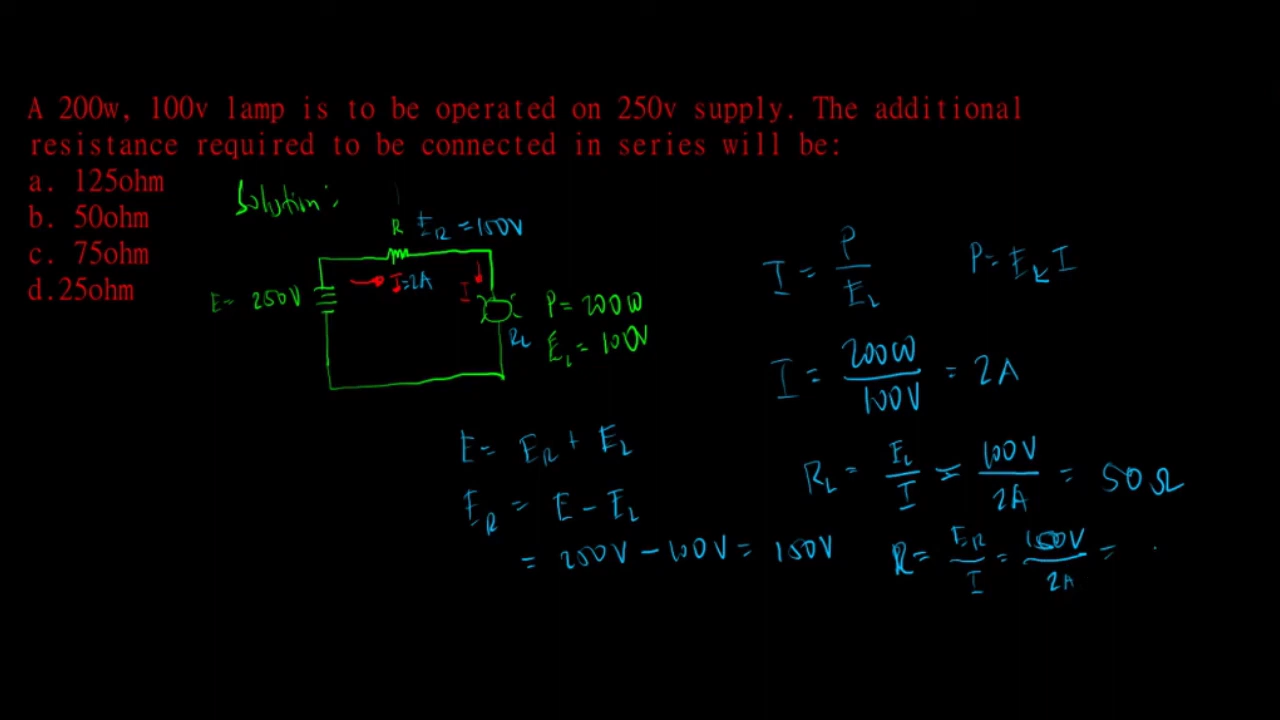 A 200w, 100v lamp is to be operated on 250v supply. The additional
resistance required to be connected in series will be:
a. 125ohm
b. 50ohm
c. 75ohm
d.25ohm
Solution:
R E_R = 150V
I=2A
I
E= 250V
P= 200W
R_L
E_L = 100V
I = P/E_L
P= E_L I
I = 200W/100V = 2A
E= E_R + E_L
R_L = E_L/I = 100V/2A = 50Ω
E_R = E - E_L
= 250V - 100V = 150V
R= E_R/I = 150V/2A =